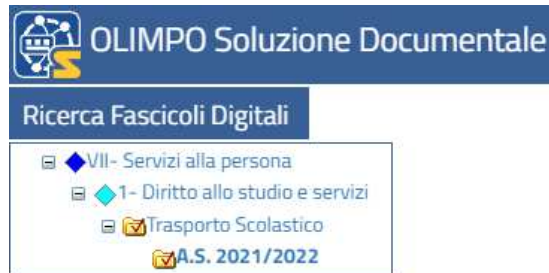 OLIMPO Soluzione Documentale
S
Ricerca Fascicoli Digitali
VII- Servizi alla persona
1- Diritto allo studio e servizi
Trasporto Scolastico
A.S. 2021/2022